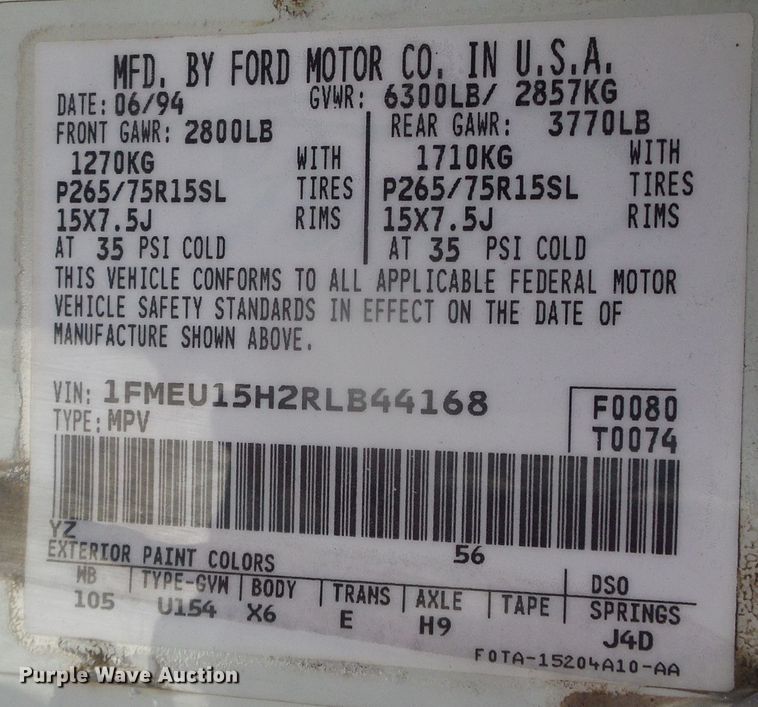 MFD. BY FORD MOTOR CO. IN U.S.A.
DATE: 06/94 GVWR: 6300LB/ 2857KG
FRONT GAWR: 2800LB REAR GAWR: 3770LB
1270KG WITH 1710KG WITH
P265/75R15SL TIRES P265/75R15SL TIRES
15X7.5J RIMS 15X7.5J RIMS
AT 35 PSI COLD AT 35 PSI COLD
THIS VEHICLE CONFORMS TO ALL APPLICABLE FEDERAL MOTOR
VEHICLE SAFETY STANDARDS IN EFFECT ON THE DATE OF
MANUFACTURE SHOWN ABOVE.
VIN: 1FMEU15H2RLB44168 F0080
TYPE: MPV T0074
YZ
EXTERIOR PAINT COLORS 56 DSO
WB TYPE-GVW BODY TRANS AXLE TAPE SPRINGS
105 U154 X6 E H9 J4D
F0TA-15204A10-AA
Purple Wave Auction